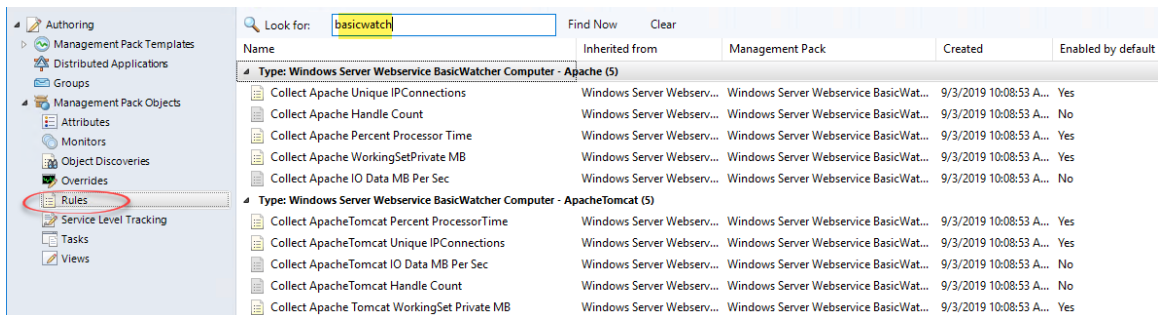 Authoring
Management Pack Templates
Distributed Applications
Groups
Management Pack Objects
Attributes
Monitors
Object Discoveries
Overrides
Rules
Service Level Tracking
Tasks
Views
Look for: basicwatch Find Now Clear
Name Inherited from Management Pack Created Enabled by default
Type: Windows Server Webservice BasicWatcher Computer - Apache (5)
Collect Apache Unique IPConnections Windows Server Webserv... Windows Server Webservice BasicWat... 9/3/2019 10:08:53 A... Yes
Collect Apache Handle Count Windows Server Webserv... Windows Server Webservice BasicWat... 9/3/2019 10:08:53 A... No
Collect Apache Percent Processor Time Windows Server Webserv... Windows Server Webservice BasicWat... 9/3/2019 10:08:53 A... Yes
Collect Apache WorkingSetPrivate MB Windows Server Webserv... Windows Server Webservice BasicWat... 9/3/2019 10:08:53 A... Yes
Collect Apache IO Data MB Per Sec Windows Server Webserv... Windows Server Webservice BasicWat... 9/3/2019 10:08:53 A... No
Type: Windows Server Webservice BasicWatcher Computer - ApacheTomcat (5)
Collect ApacheTomcat Percent ProcessorTime Windows Server Webserv... Windows Server Webservice BasicWat... 9/3/2019 10:08:53 A... Yes
Collect ApacheTomcat Unique IPConnections Windows Server Webserv... Windows Server Webservice BasicWat... 9/3/2019 10:08:53 A... Yes
Collect ApacheTomcat IO Data MB Per Sec Windows Server Webserv... Windows Server Webservice BasicWat... 9/3/2019 10:08:53 A... No
Collect ApacheTomcat Handle Count Windows Server Webserv... Windows Server Webservice BasicWat... 9/3/2019 10:08:53 A... No
Collect Apache Tomcat WorkingSet Private MB Windows Server Webserv... Windows Server Webservice BasicWat... 9/3/2019 10:08:53 A... Yes